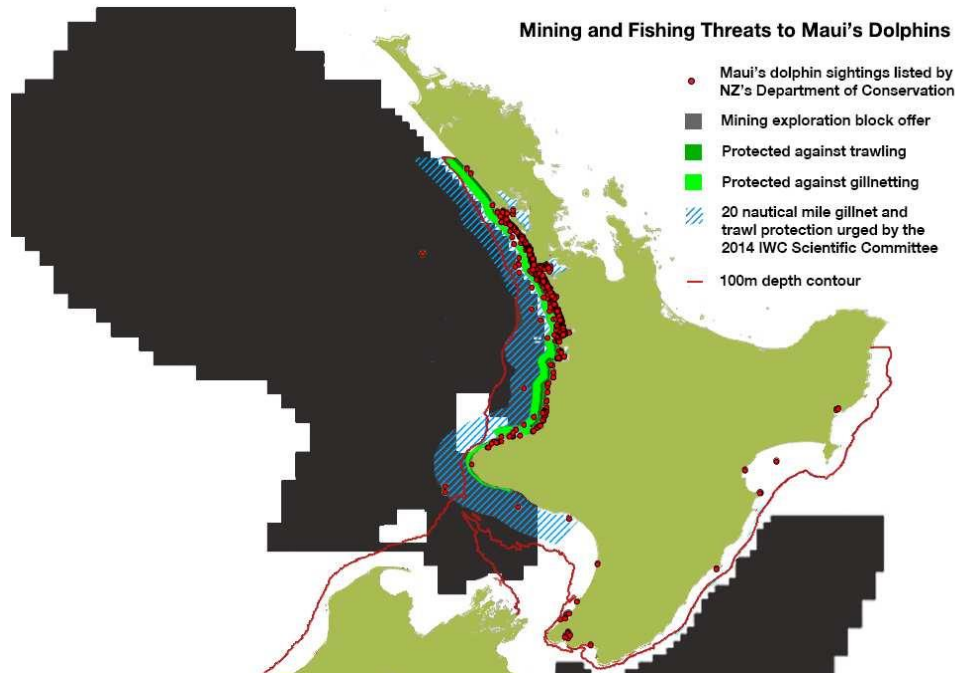 Mining and Fishing Threats to Maui's Dolphins
Maui's dolphin sightings listed by
NZ's Department of Conservation
Mining exploration block offer
Protected against trawling
Protected against gillnetting
20 nautical mile gillnet and
trawl protection urged by the
2014 IWC Scientific Committee
100m depth contour